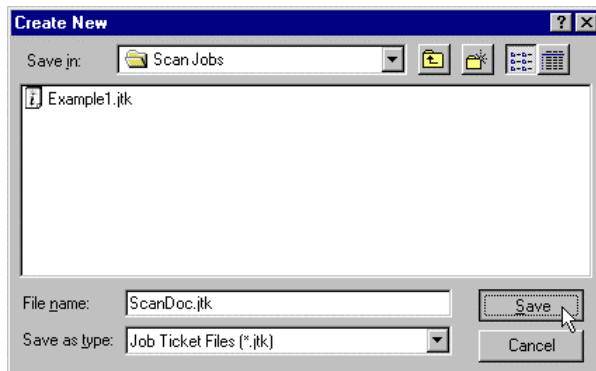 Create New
Save in: Scan Jobs
Example1.jtk
File name: ScanDoc.jtk Save
Save as type: Job Ticket Files (*.jtk) Cancel